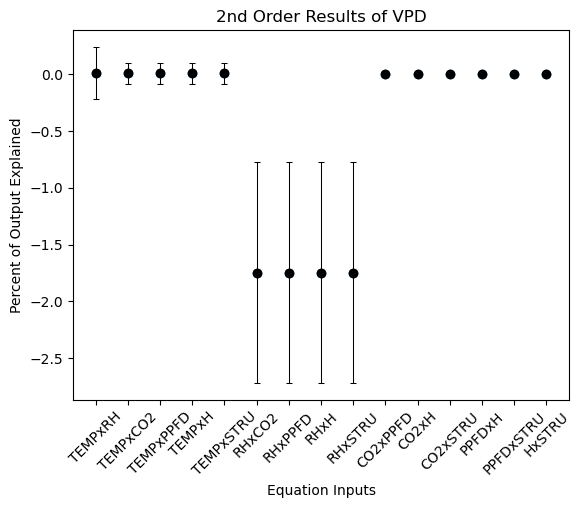 2nd Order Results of VPD
Percent of Output Explained
0.0
−0.5
−1.0
−1.5
−2.0
−2.5
TEMPxRH
TEMPxCO2
TEMPxPPFD
TEMPxH
TEMPxSTRU
RHxCO2
RHxPPFD
RHxH
RHxSTRU
CO2xPPFD
CO2xH
CO2xSTRU
PPFDxH
PPFDxSTRU
HxSTRU
Equation Inputs